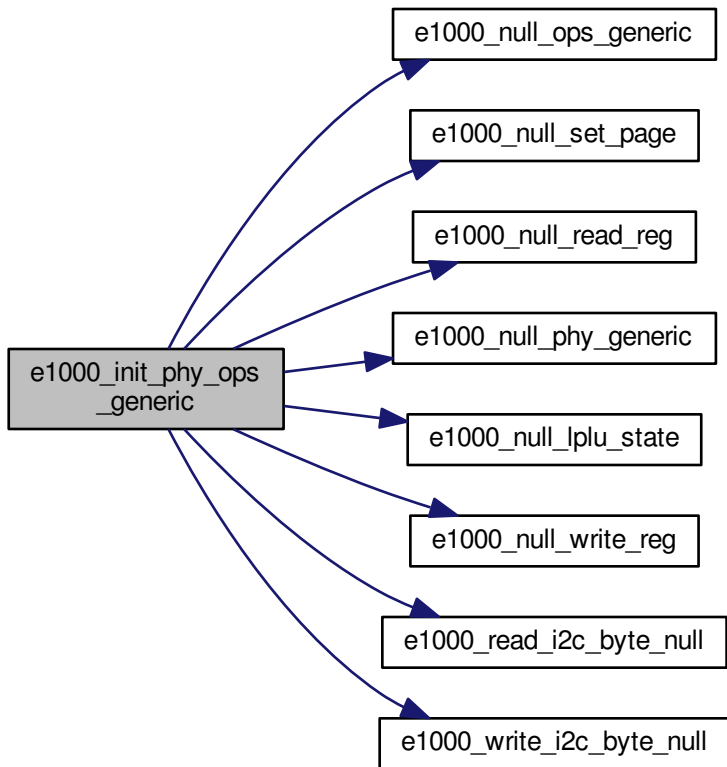 e1000_null_ops_generic
e1000_null_set_page
e1000_null_read_reg
e1000_null_phy_generic
e1000_init_phy_ops
_generic
e1000_null_lplu_state
e1000_null_write_reg
e1000_read_i2c_byte_null
e1000_write_i2c_byte_null